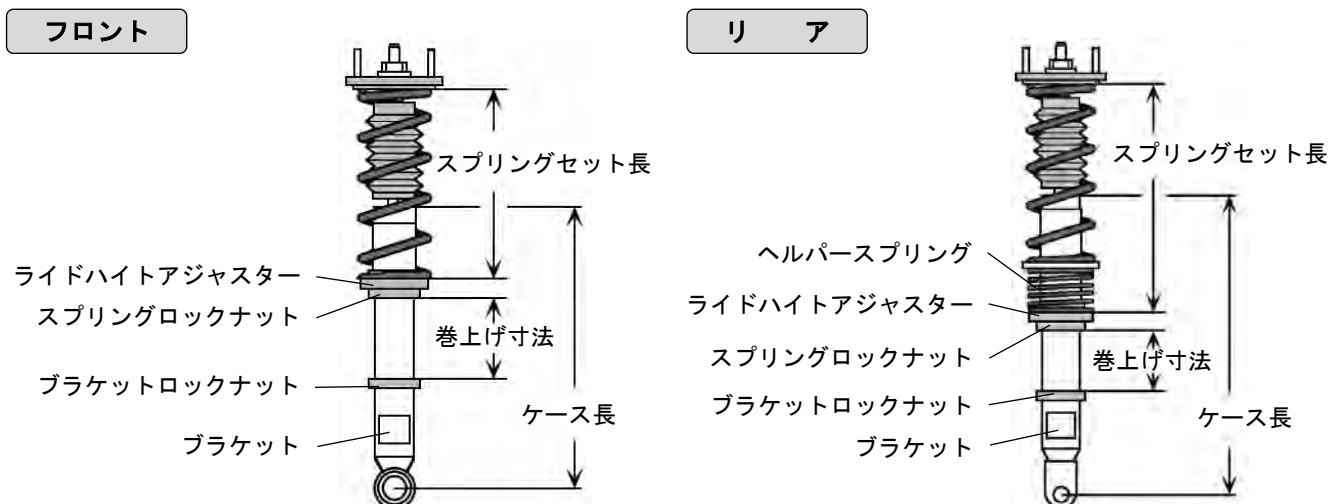 フロント
スプリングセット長
ライドハイトアジャスター
スプリングロックナット
巻上げ寸法
ブラケットロックナット
ケース長
ブラケット
リア
スプリングセット長
ヘルパースプリング
ライドハイトアジャスター
スプリングロックナット
巻上げ寸法
ブラケットロックナット
ケース長
ブラケット